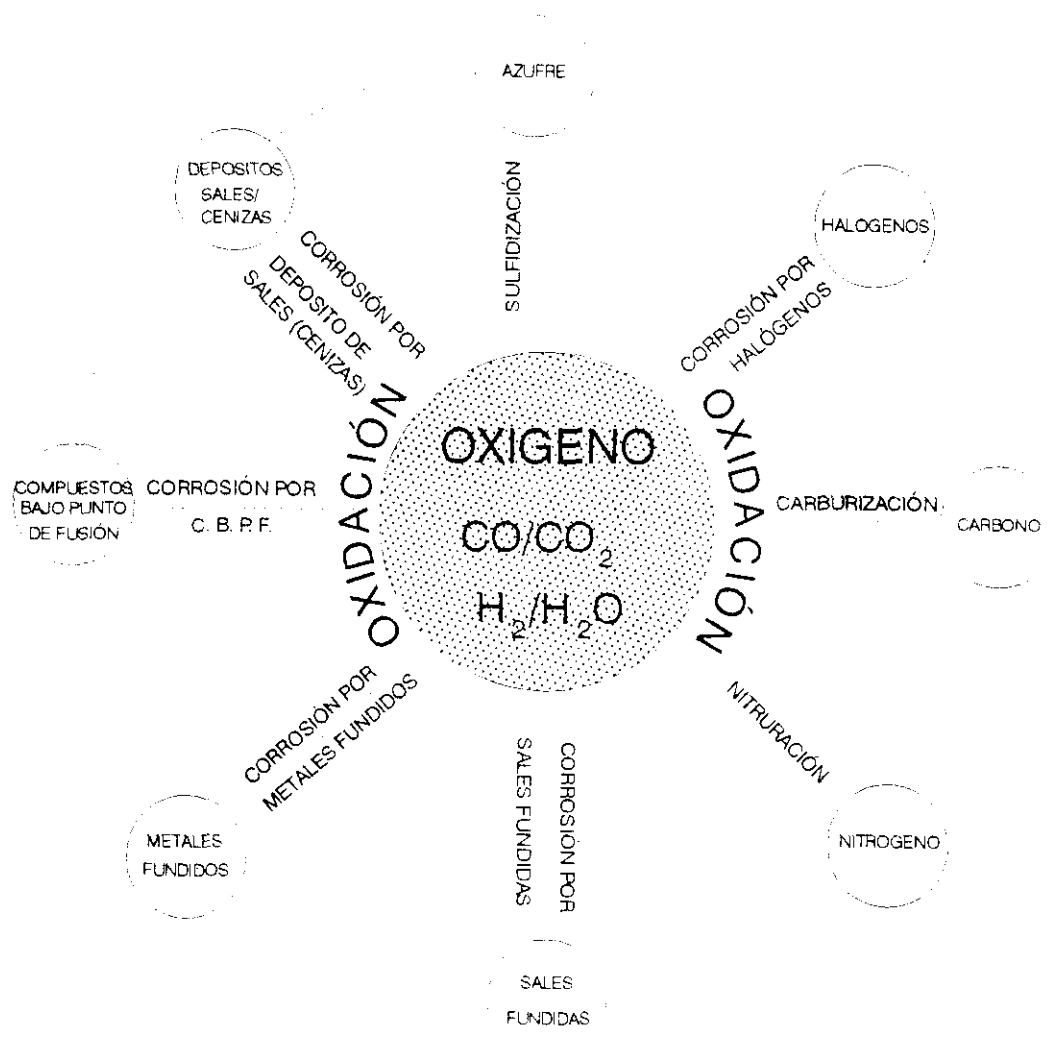 AZUFRE
SULFIDIZACIÓN
DEPOSITOS
SALES/
CENIZAS
CORROSIÓN POR
DEPOSITO DE
SALES (CENIZAS)
HALOGENOS
CORROSIÓN POR
HALÓGENOS
OXIDACIÓN
OXIGENO
CO/CO2
H2/H2O
OXIDACIÓN
COMPUESTOS
BAJO PUNTO
DE FUSIÓN
CORROSIÓN POR
C. B. P. F.
CARBURIZACIÓN
CARBONO
CORROSIÓN POR
METALES FUNDIDOS
METALES
FUNDIDOS
CORROSIÓN POR
SALES FUNDIDAS
SALES
FUNDIDAS
NITRURACIÓN
NITROGENO